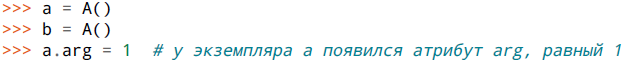 >>> a = A()
>>> b = A()
>>> a.arg = 1  # у экземпляра a появился атрибут arg, равный 1